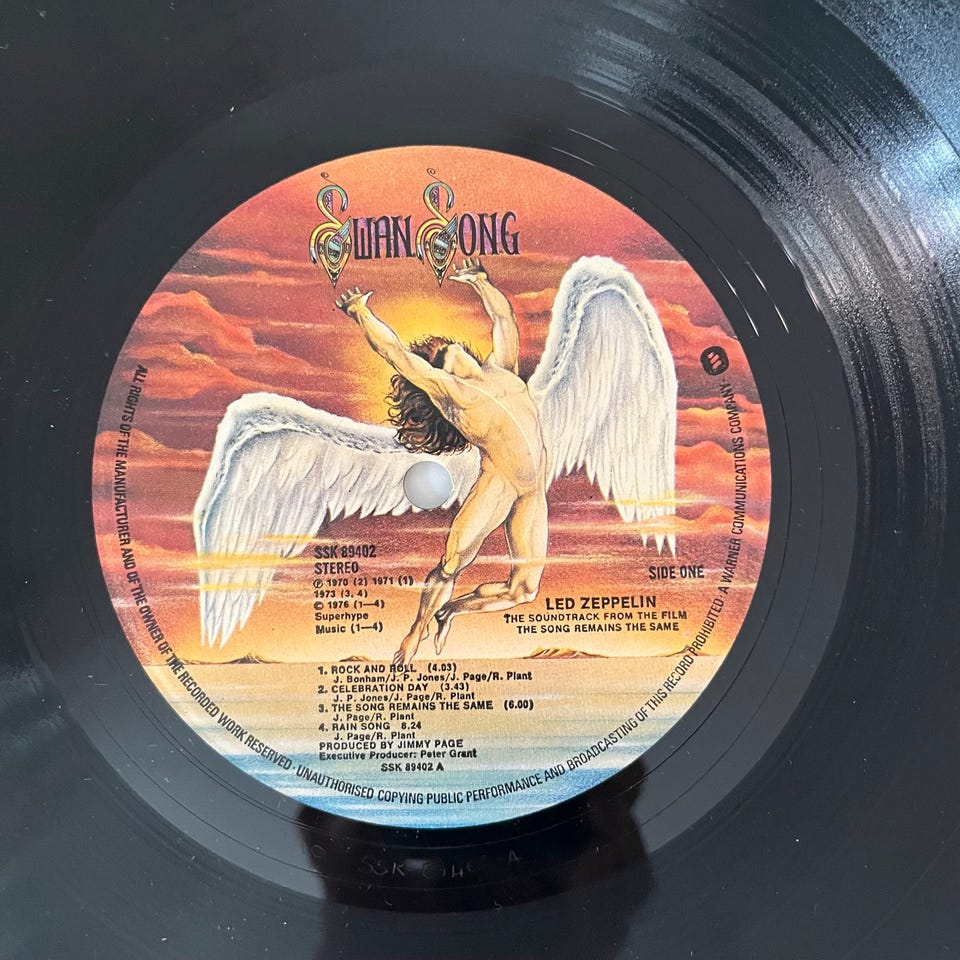 SWAN SONG
SSK 89402
STEREO
℗ 1970 (2) 1971 (1)
1973 (3, 4)
© 1976 (1—4)
Superhype
Music (1—4)
SIDE ONE
LED ZEPPELIN
THE SOUNDTRACK FROM THE FILM
THE SONG REMAINS THE SAME
1. ROCK AND ROLL (4.03)
J. Bonham/J. P. Jones/J. Page/R. Plant
2. CELEBRATION DAY (3.43)
J. P. Jones/J. Page/R. Plant
3. THE SONG REMAINS THE SAME (6.00)
J. Page/R. Plant
4. RAIN SONG 8.24
J. Page/R. Plant
PRODUCED BY JIMMY PAGE
Executive Producer: Peter Grant
SSK 89402 A
ALL RIGHTS OF THE MANUFACTURER AND OF THE OWNER OF THE RECORDED WORK RESERVED · UNAUTHORISED COPYING PUBLIC PERFORMANCE AND BROADCASTING OF THIS RECORD PROHIBITED · A WARNER COMMUNICATIONS COMPANY ·
SSK A